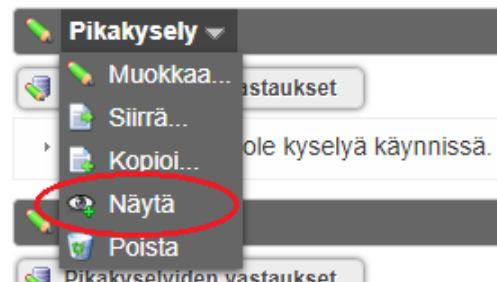 Pikakysely
Muokkaa...
astaukset
Siirrä...
Kopioi...
ole kyselyä käynnissä.
Näytä
Poista
Pikakyselyiden vastaukset